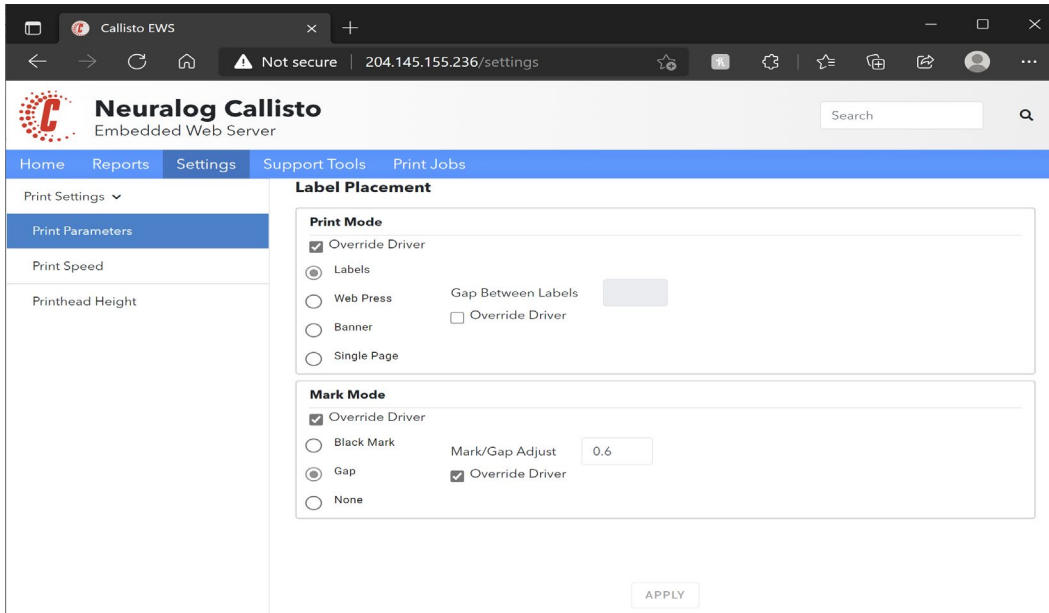 Callisto EWS
Not secure | 204.145.155.236/settings
Neuralog Callisto
Embedded Web Server
Search
Home Reports Settings Support Tools Print Jobs
Print Settings
Print Parameters
Print Speed
Printhead Height
Label Placement
Print Mode
Override Driver
Labels
Web Press
Banner
Single Page
Gap Between Labels
Override Driver
Mark Mode
Override Driver
Black Mark
Gap
None
Mark/Gap Adjust 0.6
Override Driver
APPLY